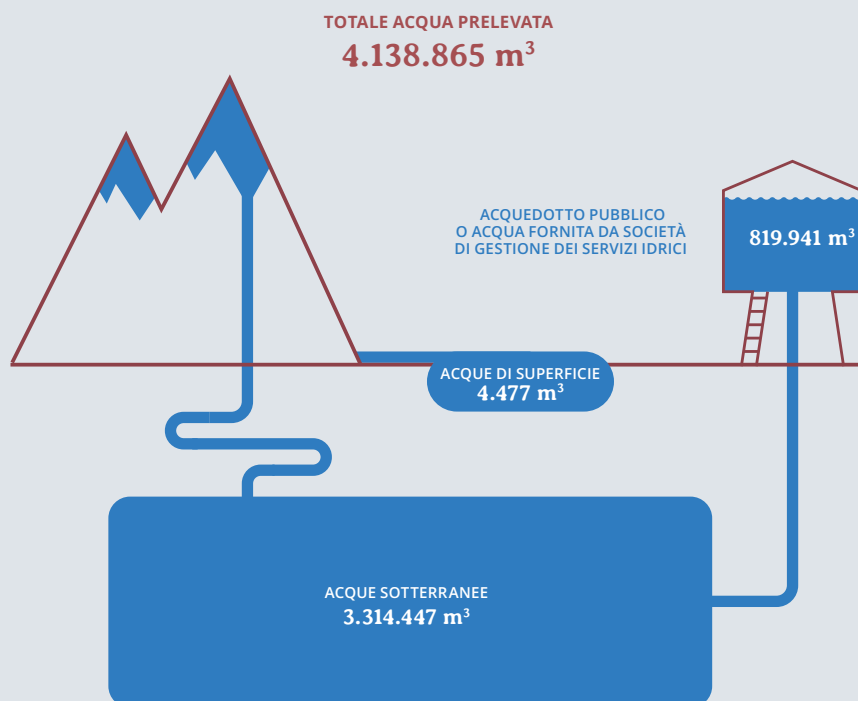 TOTALE ACQUA PRELEVATA
4.138.865 m³
ACQUEDOTTO PUBBLICO
O ACQUA FORNITA DA SOCIETÀ
DI GESTIONE DEI SERVIZI IDRICI
819.941 m³
ACQUE DI SUPERFICIE
4.477 m³
ACQUE SOTTERRANEE
3.314.447 m³